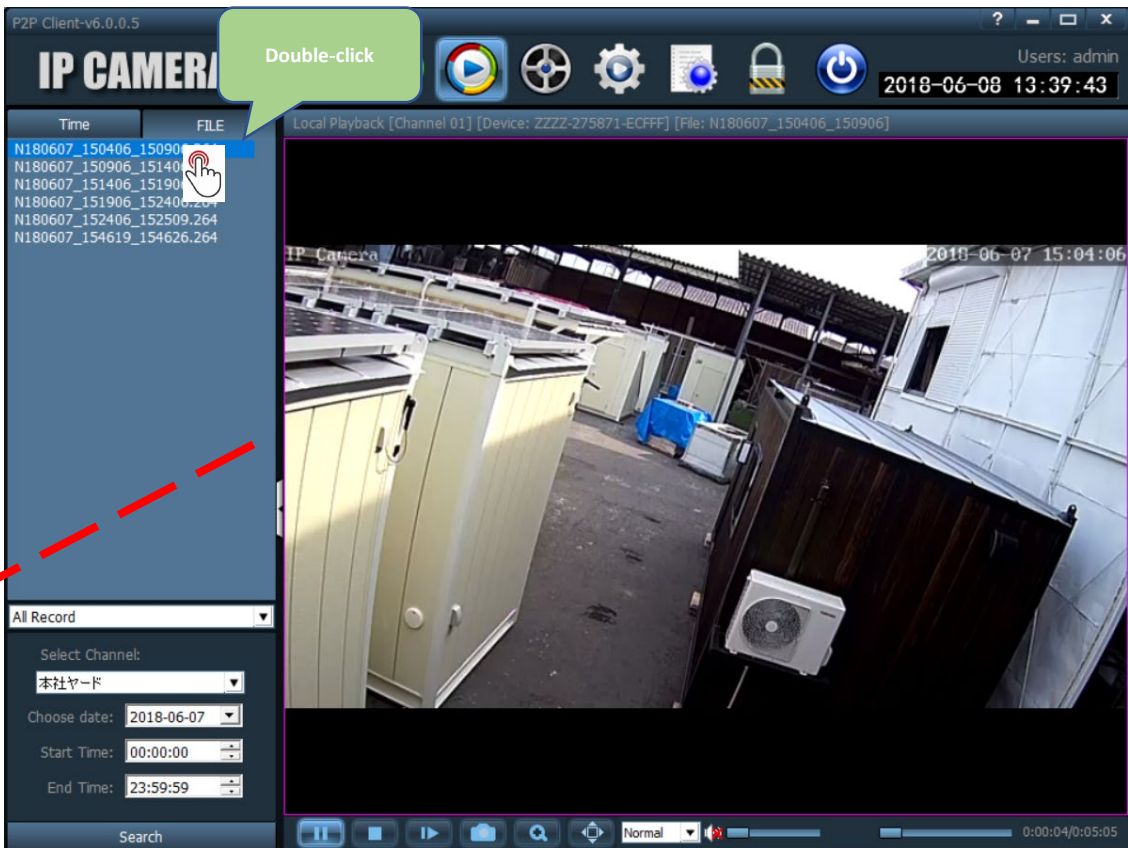 P2P Client-v6.0.0.5
? 
IP CAMERA
Double-click
Users: admin
2018-06-08 13:39:43
Time
FILE
Local Playback [Channel 01] [Device: ZZZZ-275871-ECFFF] [File: N180607_150406_150906]
N180607_150406_150906
N180607_150906_15140
N180607_151406_15190
N180607_151906_152406.264
N180607_152406_152509.264
N180607_154619_154626.264
IP Camera
2018-06-07 15:04:06
All Record
Select Channel:
本社ヤード
Choose date: 2018-06-07
Start Time: 00:00:00
End Time: 23:59:59
Search
Normal
0:00:04/0:05:05